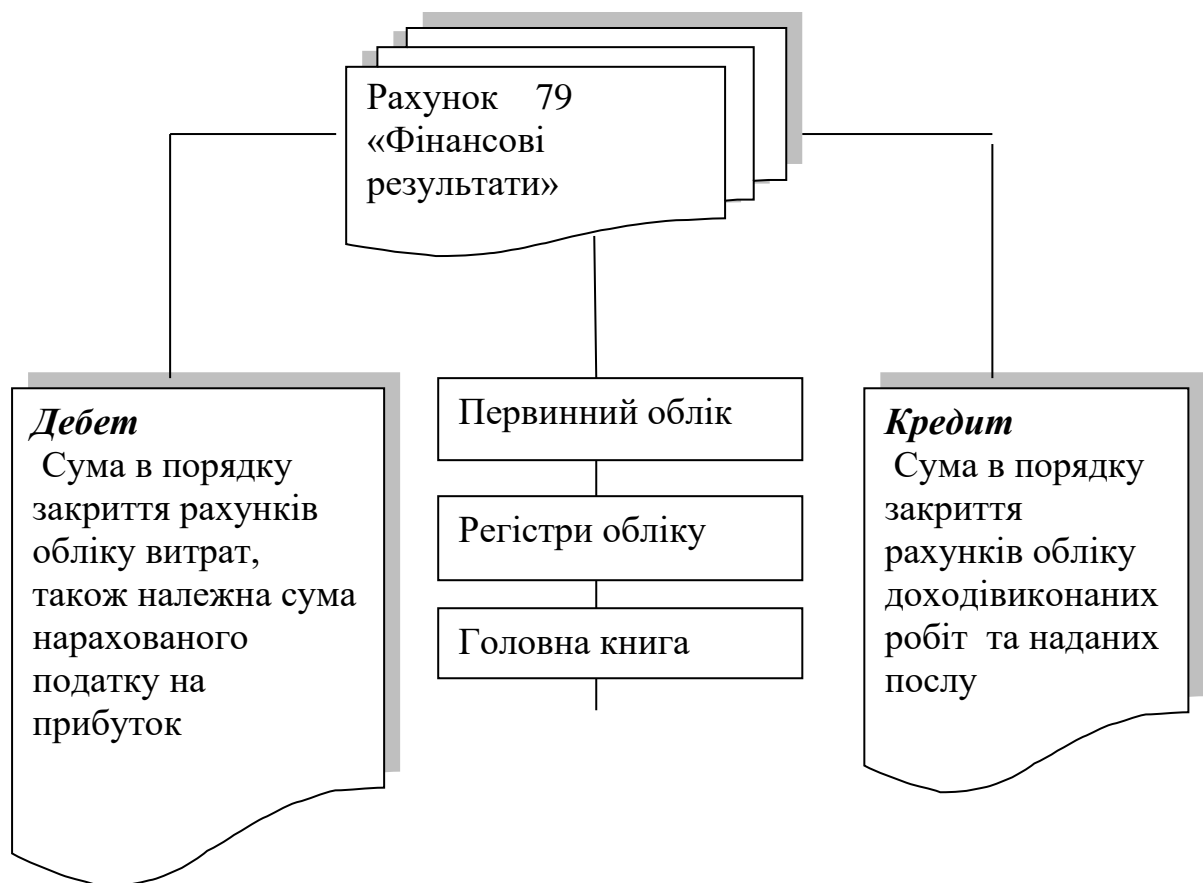 Рахунок 79
«Фінансові
результати»
Дебет
Сума в порядку
закриття рахунків
обліку витрат,
також належна сума
нарахованого
податку на
прибуток
Первинний облік
Регістри обліку
Головна книга
Кредит
Сума в порядку
закриття
рахунків обліку
доходівиконаних
робіт та наданих
послу